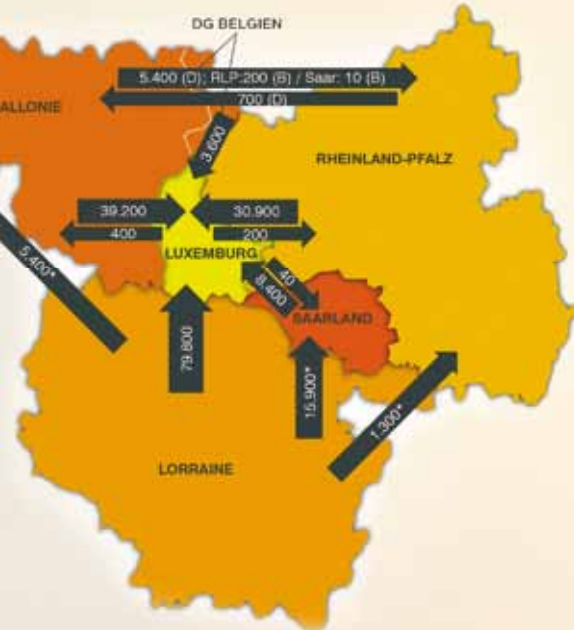 DG BELGIEN
5.400 (D); RLP:200 (B) / Saar: 10 (B)
700 (D)
ALLONIE
3.600
RHEINLAND-PFALZ
39.200
30.900
400
200
LUXEMBURG
5.400*
40
8.400
SAARLAND
79.800
15.900*
1.300*
LORRAINE